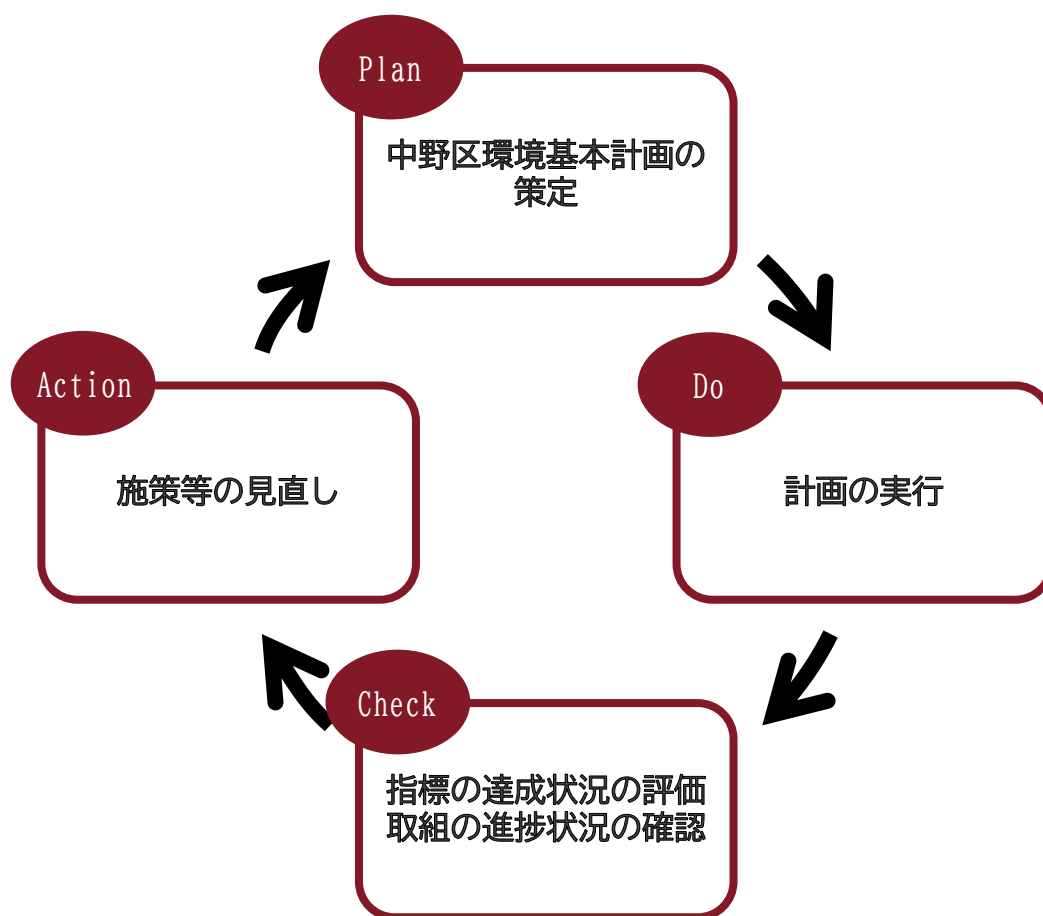 Plan
中野区環境基本計画の
策定
Do
計画の実行
Check
指標の達成状況の評価
取組の進捗状況の確認
Action
施策等の見直し